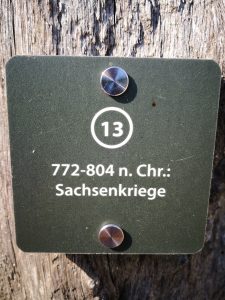 13
772-804 n. Chr.:
Sachsenkriege